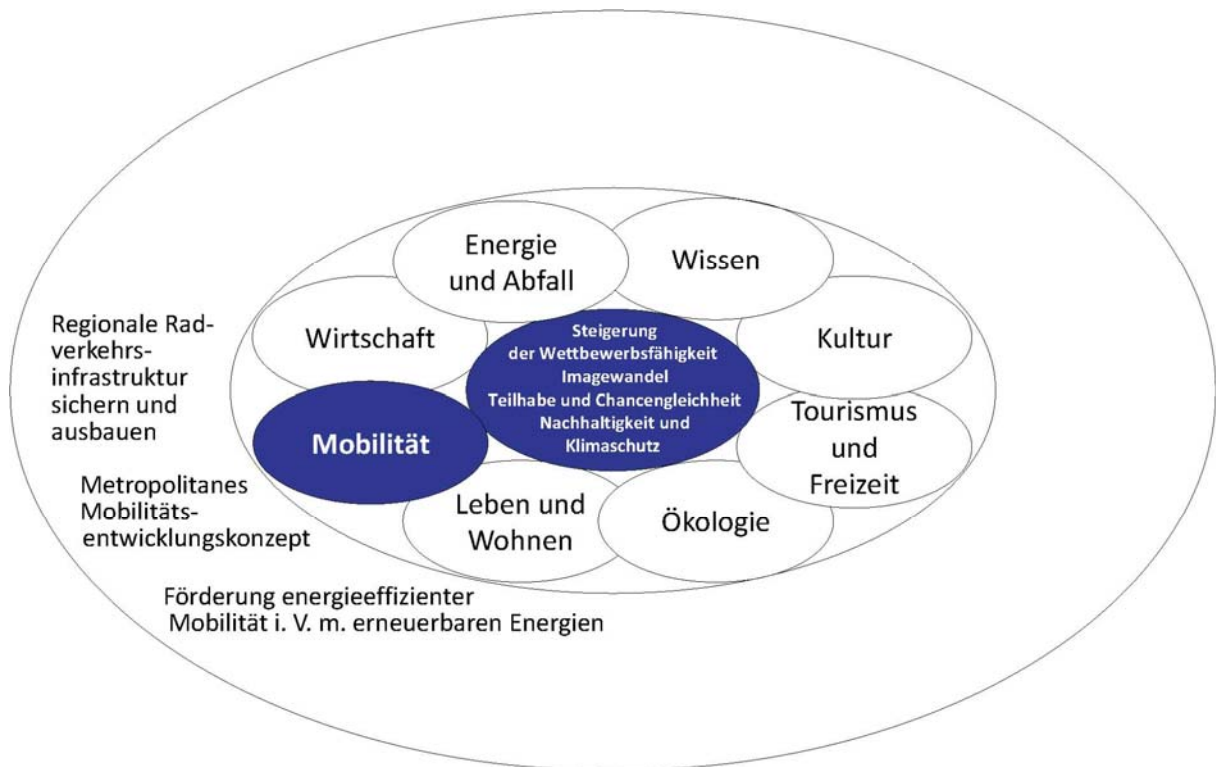 Energie
und Abfall
Wissen
Wirtschaft
Kultur
Steigerung
der Wettbewerbsfähigkeit
Imagewandel
Teilhabe und Chancengleichheit
Nachhaltigkeit und
Klimaschutz
Mobilität
Tourismus
und
Freizeit
Leben und
Wohnen
Ökologie
Regionale Rad-
verkehrs-
infrastruktur
sichern und
ausbauen
Metropolitanes
Mobilitäts-
entwicklungskonzept
Förderung energieeffizienter
Mobilität i. V. m. erneuerbaren Energien